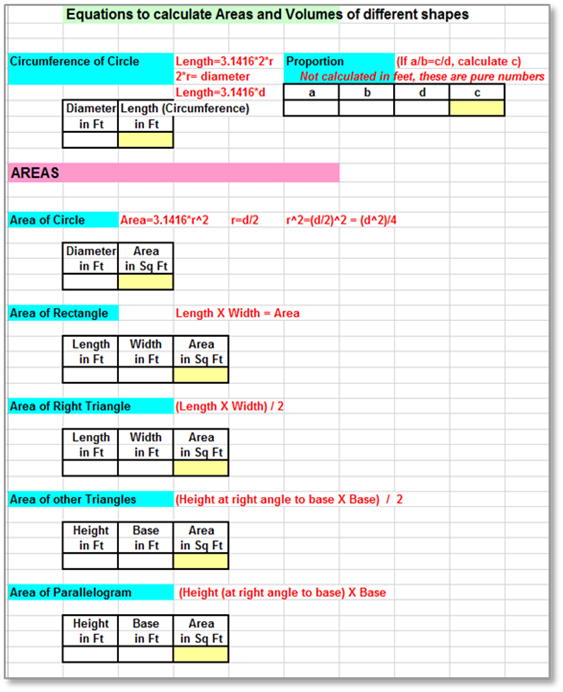 Equations to calculate Areas and Volumes of different shapes
Circumference of Circle Length=3.1416*2*r Proportion (If a/b=c/d, calculate c)
2*r= diameter Not calculated in feet, these are pure numbers
Length=3.1416*d a b d c
Diameter Length (Circumference)
in Ft in Ft
AREAS
Area of Circle Area=3.1416*r^2 r=d/2 r^2=(d/2)^2 = (d^2)/4
Diameter Area
in Ft in Sq Ft
Area of Rectangle Length X Width = Area
Length Width Area
in Ft in Ft in Sq Ft
Area of Right Triangle (Length X Width) / 2
Length Width Area
in Ft in Ft in Sq Ft
Area of other Triangles (Height at right angle to base X Base) / 2
Height Base Area
in Ft in Ft in Sq Ft
Area of Parallelogram (Height (at right angle to base) X Base
Height Base Area
in Ft in Ft in Sq Ft